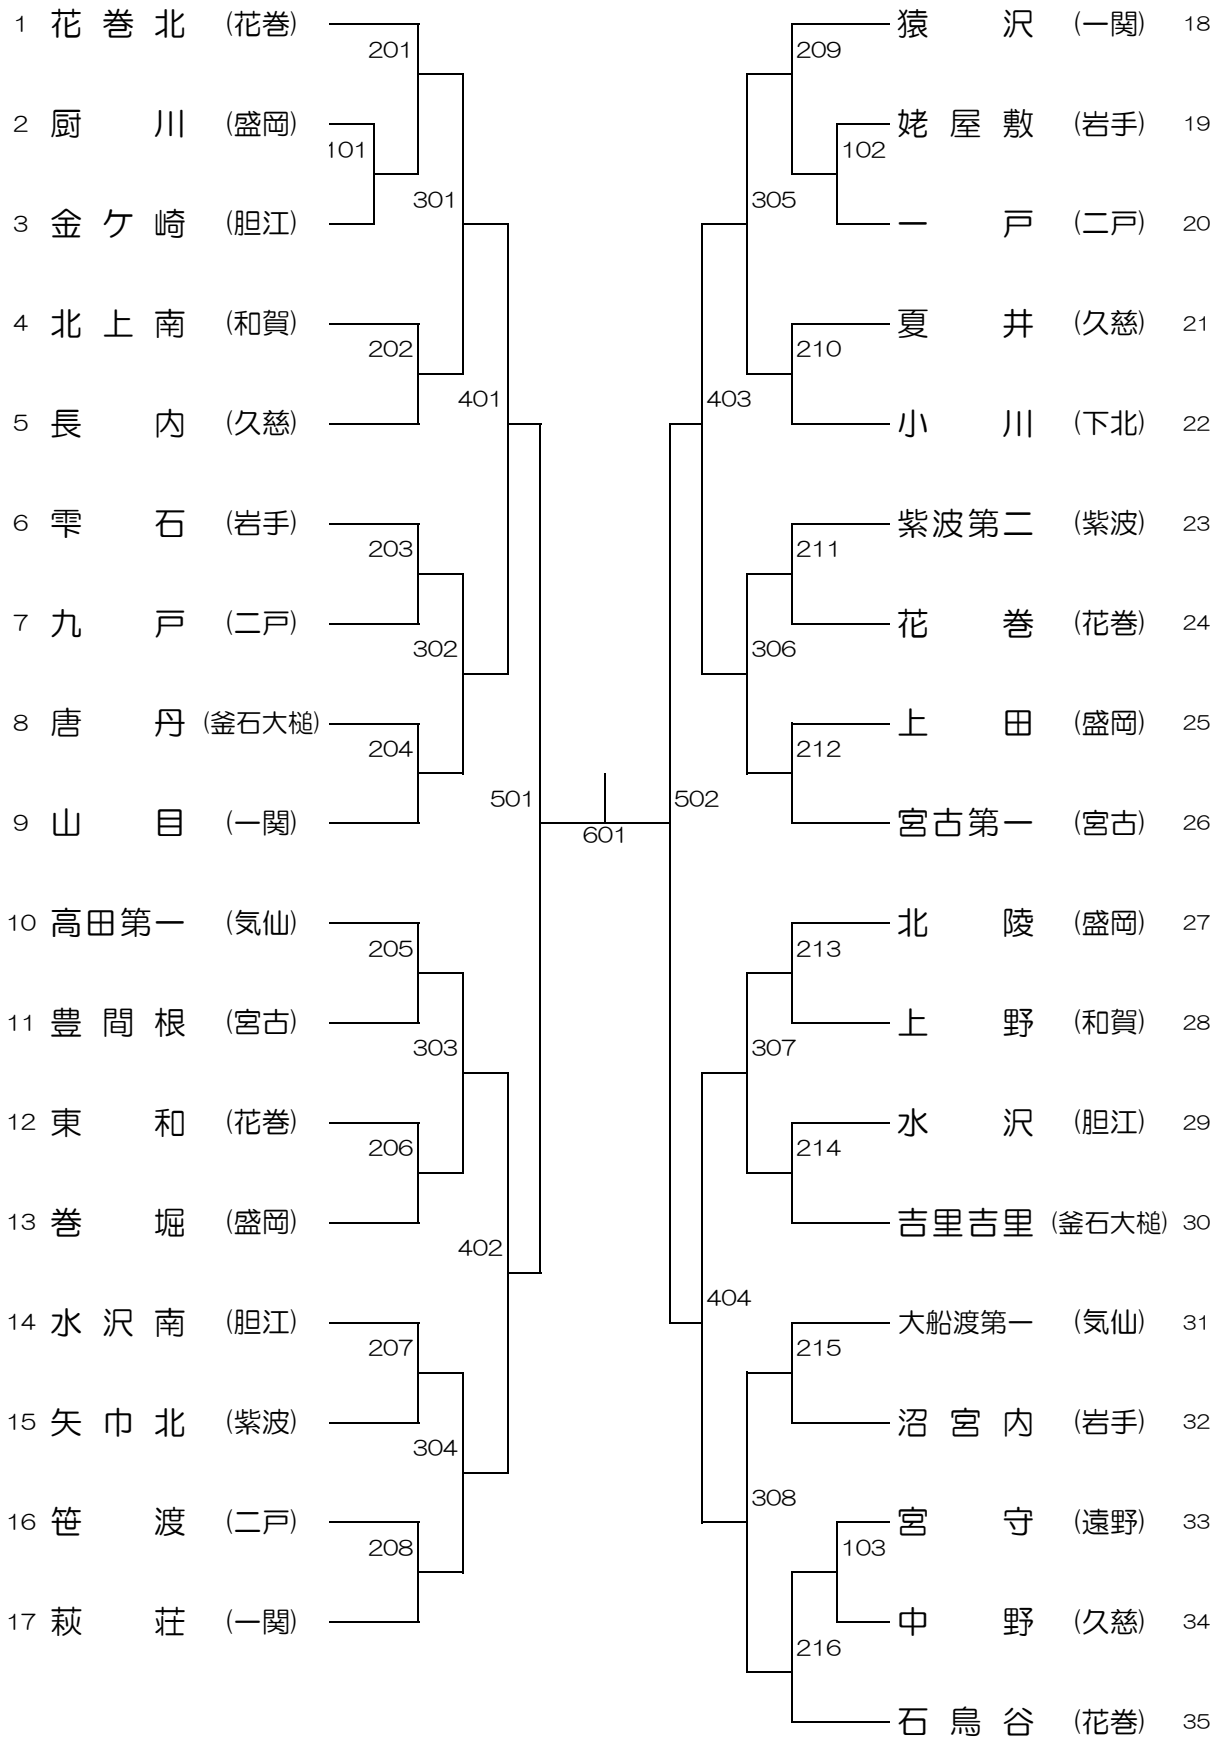 1 花巻北 (花巻)
201
2 厨川 (盛岡)
101
3 金ケ崎 (胆江)
301
4 北上南 (和賀)
202
5 長内 (久慈)
401
6 雫石 (岩手)
203
7 九戸 (二戸)
302
8 唐丹 (釜石大槌)
204
9 山目 (一関)
501
10 高田第一 (気仙)
205
11 豊間根 (宮古)
303
12 東和 (花巻)
206
13 巻堀 (盛岡)
402
14 水沢南 (胆江)
207
15 矢巾北 (紫波)
304
16 笹渡 (二戸)
208
17 萩荘 (一関)
601
猿沢 (一関) 18
209
姥屋敷 (岩手) 19
102
305
一戸 (二戸) 20
夏井 (久慈) 21
210
403
小川 (下北) 22
紫波第二 (紫波) 23
211
花巻 (花巻) 24
306
上田 (盛岡) 25
212
502
宮古第一 (宮古) 26
北陵 (盛岡) 27
213
上野 (和賀) 28
307
水沢 (胆江) 29
214
吉里吉里 (釜石大槌) 30
404
大船渡第一 (気仙) 31
215
沼宮内 (岩手) 32
308
宮守 (遠野) 33
103
中野 (久慈) 34
216
石鳥谷 (花巻) 35